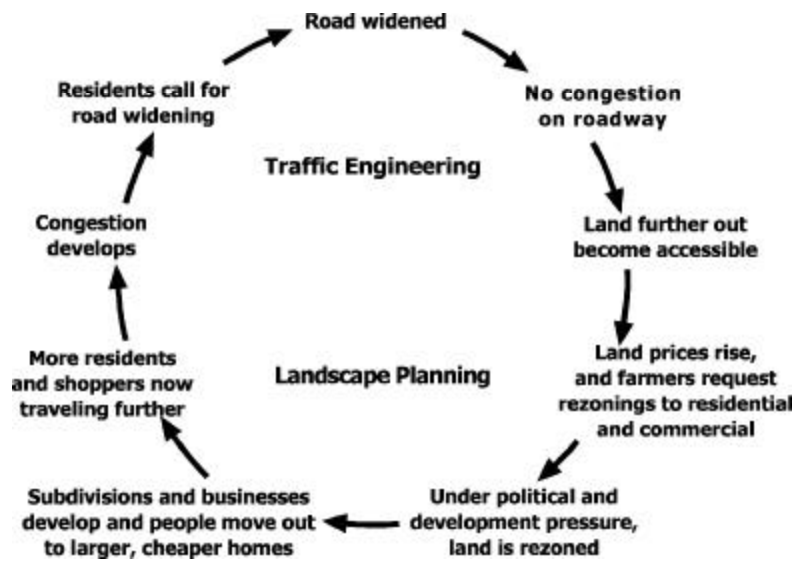 Road widened
No congestion
on roadway
Land further out
become accessible
Land prices rise,
and farmers request
rezonings to residential
and commercial
Under political and
development pressure,
land is rezoned
Subdivisions and businesses
develop and people move out
to larger, cheaper homes
More residents
and shoppers now
traveling further
Congestion
develops
Residents call for
road widening
Traffic Engineering
Landscape Planning